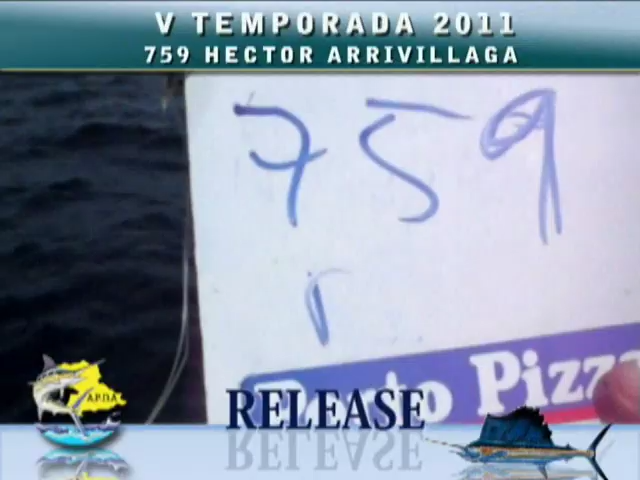 V TEMPORADA 2011
759 HECTOR ARRIVILLAGA
759
Pizza
A.P.D.A
RELEASE